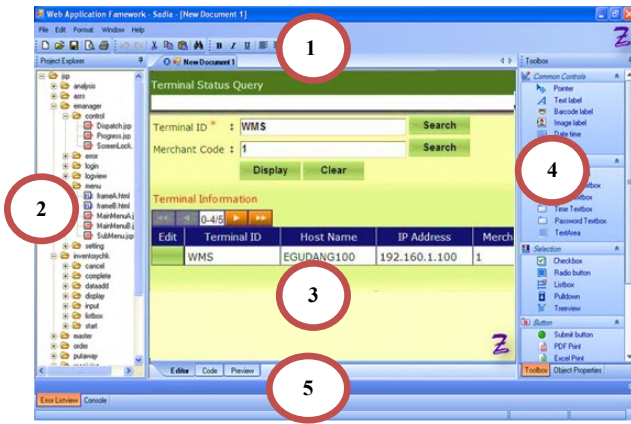 Web Application Famework - Sadia - [New Document 1]
File Edit Format Window Help
B I U
1
Project Explorer
New Document 1
Toolbox
jsp
analysis
asrs
emanager
control
Dispatch.jsp
Progress.jsp
ScreenLock.
error
login
logview
menu
frameA.html
frameB.html
MainMenuA.j
MainMenuB.j
SubMenu.jsp
setting
inventorychk
cancel
complete
dataadd
display
input
listbox
start
master
order
putaway
2
Terminal Status Query
Terminal ID * : WMS Search
Merchant Code : 1 Search
Display Clear
Terminal Information
0-4/5
Edit Terminal ID Host Name IP Address Merch
WMS EGUDANG100 192.160.1.100 1
3
Z
Editor Code Preview
5
Common Controls
Pointer
Text label
Barcode label
Image label
Date time
4
Textbox
Time Textbox
Password Textbox
TextArea
Selection
Checkbox
Radio button
Listbox
Pulldown
Treeview
Button
Submit button
PDF Print
Excel Print
Toolbox Object Properties
Error Listview Console